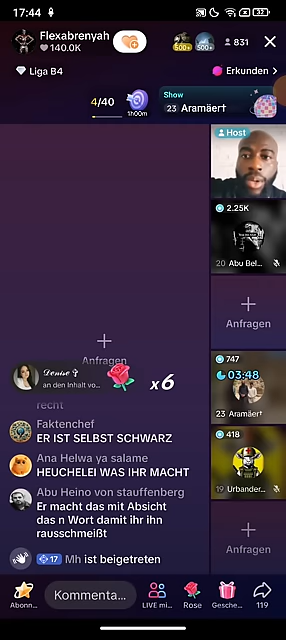 17:44
32
Flexabrenyah
140.0K
500+
500+
831
Liga B4
Erkunden
4/40
1h00m
Show
23 Aramäer†
Host
2.25K
20 Abu Bel...
Anfragen
747
03:48
23 Aramäer†
418
19 Urbander...
Anfragen
Anfragen
𝓓𝓮𝓷𝓲𝓼𝓮
an den Inhalt vo...
x6
recht
Faktenchef
ER IST SELBST SCHWARZ
Ana Helwa ya salame
HEUCHELEI WAS IHR MACHT
Abu Heino von stauffenberg
Er macht das mit Absicht
das n Wort damit ihr ihn
rausschmeißt
17 Mh ist beigetreten
Kommenta...
Abonn...
LIVE mi...
Rose
Gesche...
119